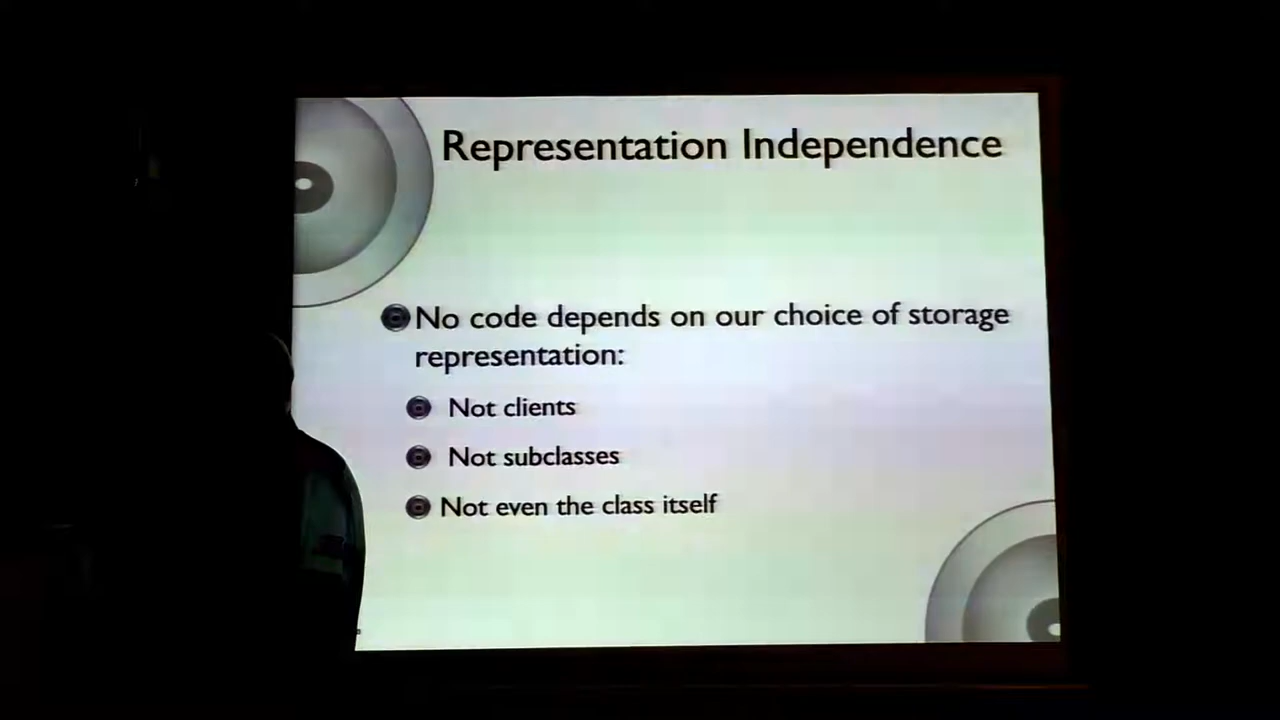 Representation Independence
No code depends on our choice of storage
representation:
Not clients
Not subclasses
Not even the class itself